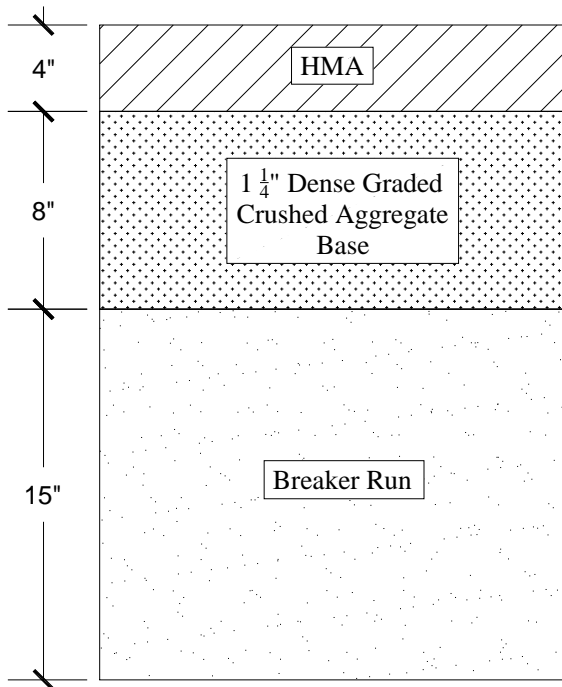 4"
HMA
8"
1 1/4" Dense Graded
Crushed Aggregate
Base
15"
Breaker Run